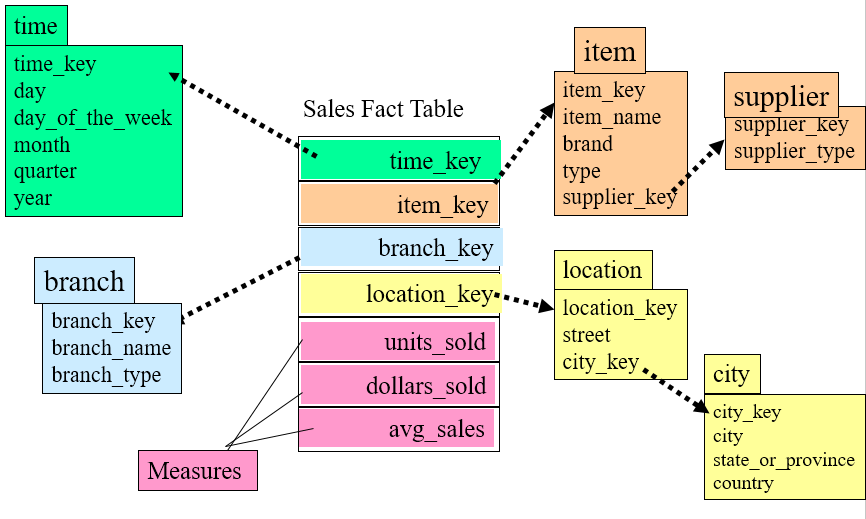 time
time_key
day
day_of_the_week
month
quarter
year
Sales Fact Table
time_key
item_key
branch_key
location_key
units_sold
dollars_sold
avg_sales
Measures
branch
branch_key
branch_name
branch_type
item
item_key
item_name
brand
type
supplier_key
supplier
supplier_key
supplier_type
location
location_key
street
city_key
city
city_key
city
state_or_province
country